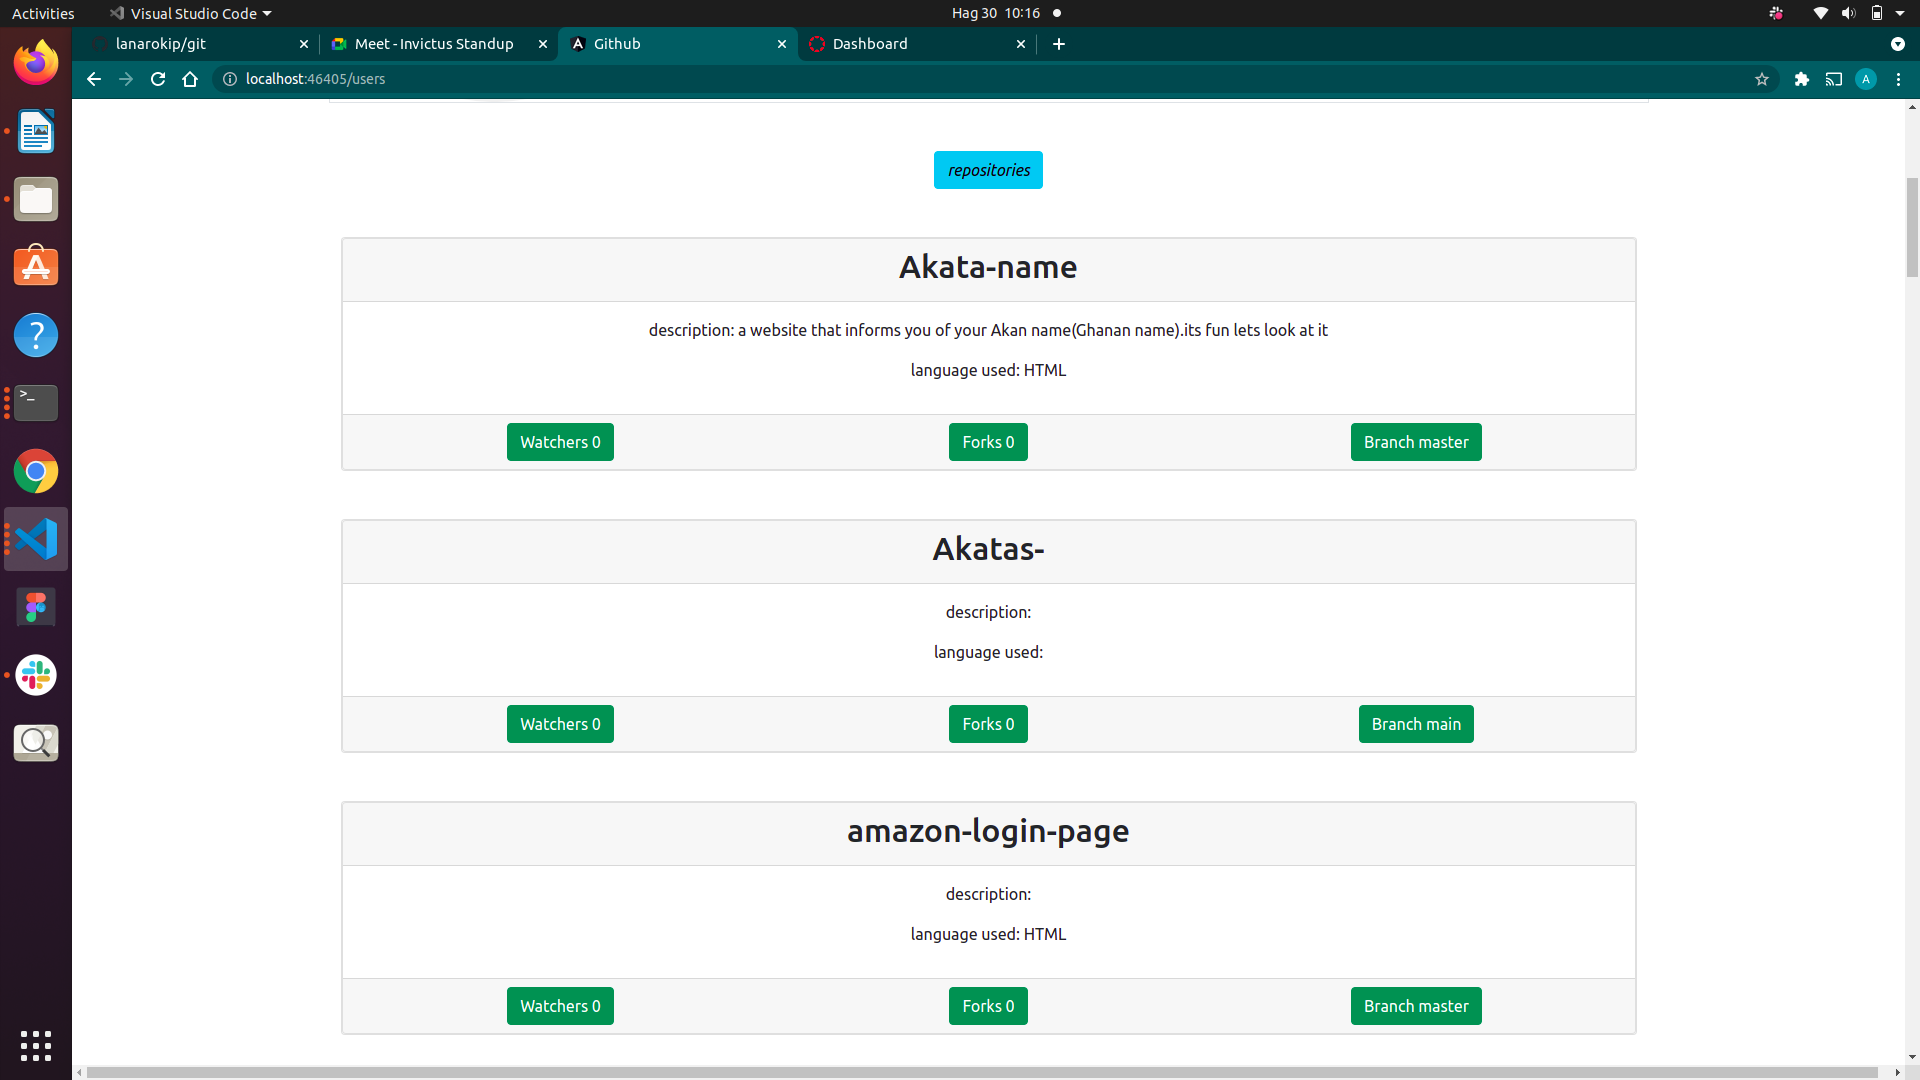 Activities
Visual Studio Code
Hag 30 10:16
lanarokip/git
Meet - Invictus Standup
Github
Dashboard
localhost:46405/users
A
repositories
Akata-name
description: a website that informs you of your Akan name(Ghanan name).its fun lets look at it
language used: HTML
Watchers 0
Forks 0
Branch master
Akatas-
description:
language used:
Watchers 0
Forks 0
Branch main
amazon-login-page
description:
language used: HTML
Watchers 0
Forks 0
Branch master